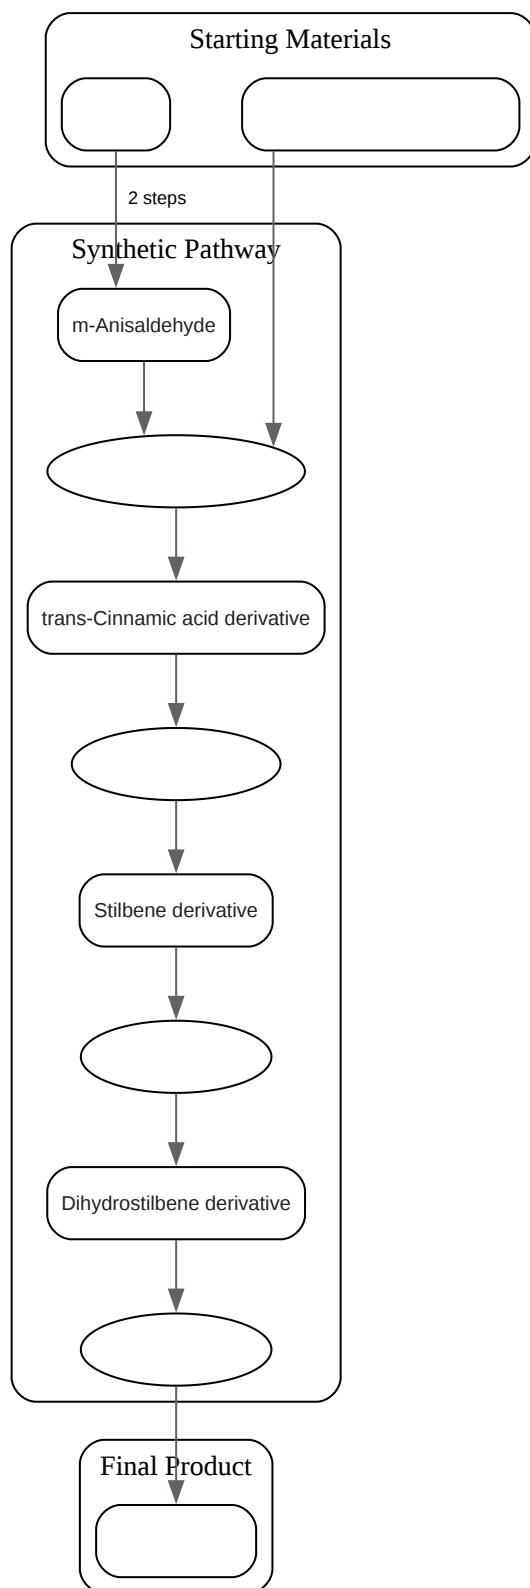 Starting Materials
2 steps
Synthetic Pathway
m-Anisaldehyde
trans-Cinnamic acid derivative
Stilbene derivative
Dihydrostilbene derivative
Final Product